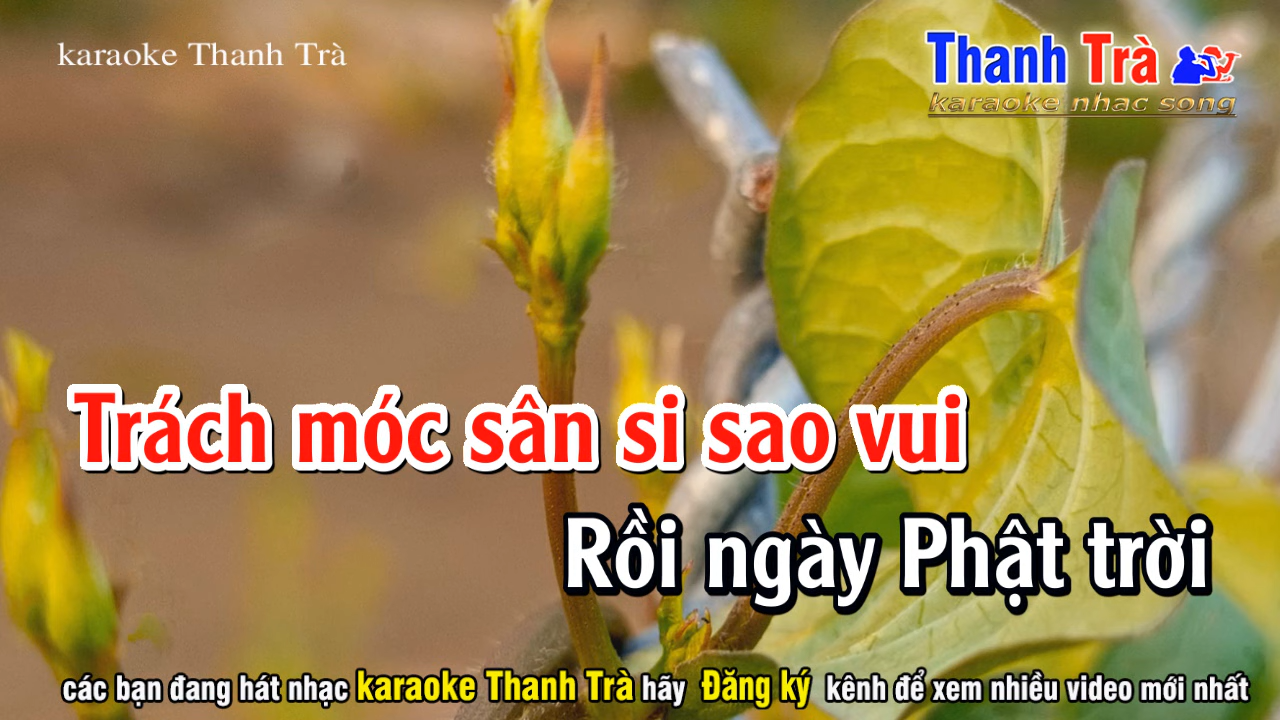 karaoke Thanh Trà
Thanh Trà
karaoke nhac song
Trách móc sân si sao vui
Rồi ngày Phật trời
các bạn đang hát nhạc karaoke Thanh Trà hãy Đăng ký kênh để xem nhiều video mới nhất